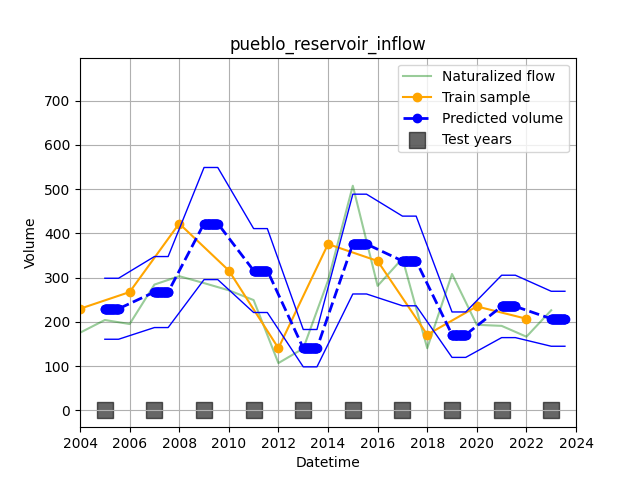 pueblo_reservoir_inflow
Naturalized flow
Train sample
Predicted volume
Test years
Volume
700
600
500
400
300
200
100
0
2004 2006 2008 2010 2012 2014 2016 2018 2020 2022 2024
Datetime